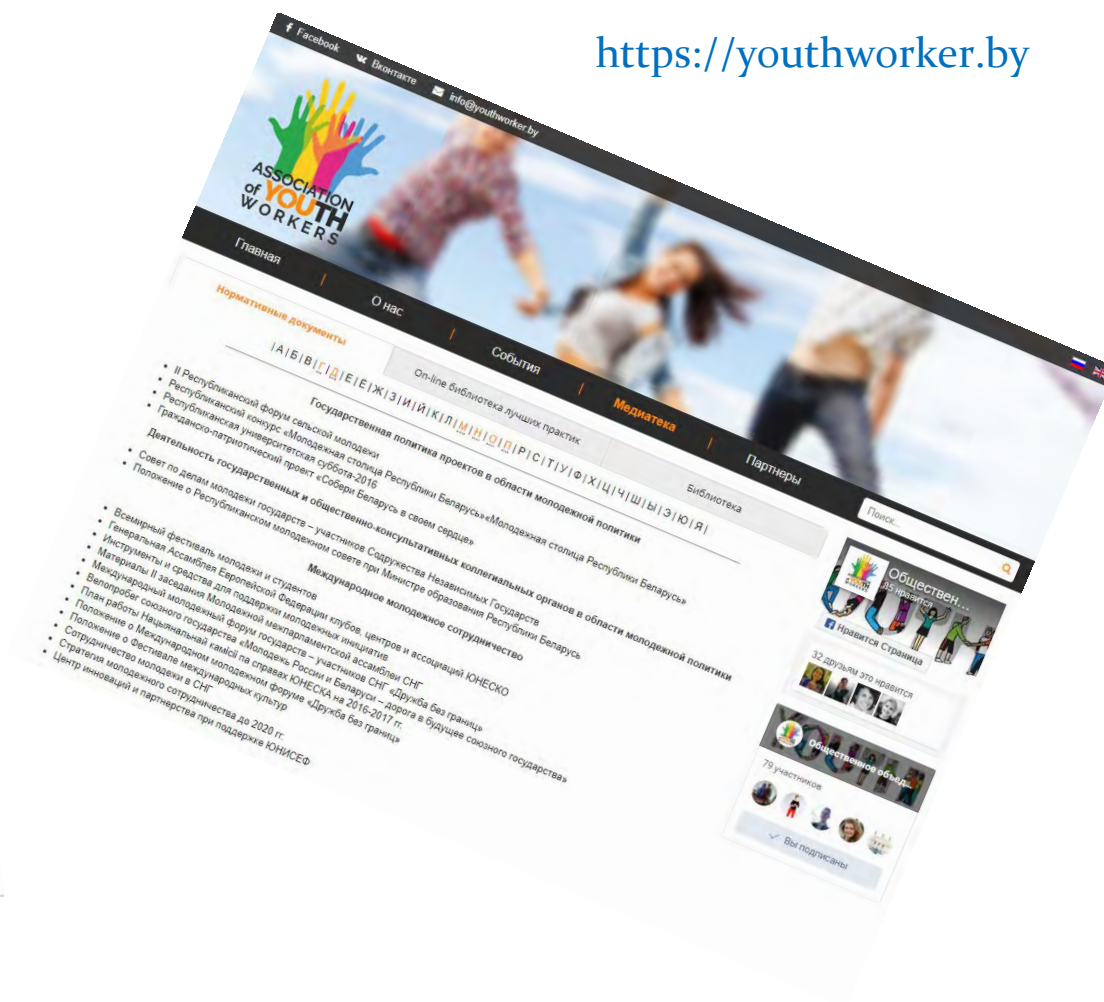 https://youthworker.by
Facebook
Вконтакте
info@youthworker.by
ASSOCIATION
of YOUTH
WORKERS
Главная | О нас | События | Медиатека | Партнеры
Поиск...
Нормативные документы
On-line библиотека лучших практик
Библиотека
|А|Б|В|Г|Д|Е|Ё|Ж|З|И|Й|К|Л|М|Н|О|П|Р|С|Т|У|Ф|Х|Ц|Ч|Ш|Ы|Э|Ю|Я|
Государственная политика проектов в области молодежной политики
• II Республиканский форум сельской молодежи
• Республиканский конкурс «Молодежная столица Республики Беларусь»«Молодежная столица Республики Беларусь»
• Республиканская университетская суббота-2016
• Гражданско-патриотический проект «Собери Беларусь в своем сердце»
Деятельность государственных и общественно-консультативных коллегиальных органов в области молодежной политики
• Совет по делам молодежи государств – участников Содружества Независимых Государств
• Положение о Республиканском молодежном совете при Министре образования Республики Беларусь
Международное молодежное сотрудничество
• Всемирный фестиваль молодежи и студентов
• Генеральная Ассамблея Европейской Федерации клубов, центров и ассоциаций ЮНЕСКО
• Инструменты и средства для поддержки молодежных инициатив
• Материалы II заседания Молодежной межпарламентской ассамблеи СНГ
• Международный молодежный форум государств – участников СНГ «Дружба без границ»
• Велопробег союзного государства «Молодежь России и Беларуси – дорога в будущее союзного государства»
• План работы Нацыянальнай камісіі па справах ЮНЕСКА на 2016-2017 гг.
• Положение о Международном молодежном форуме «Дружба без границ»
• Положение о Фестивале международных культур
• Сотрудничество молодежи в СНГ
• Стратегия молодежного сотрудничества до 2020 гг.
• Центр инноваций и партнерства при поддержке ЮНИСЕФ
Обществен...
85 нравится
Нравится Страница
32 друзьям это нравится
Общественное объед...
79 участников
Вы подписаны